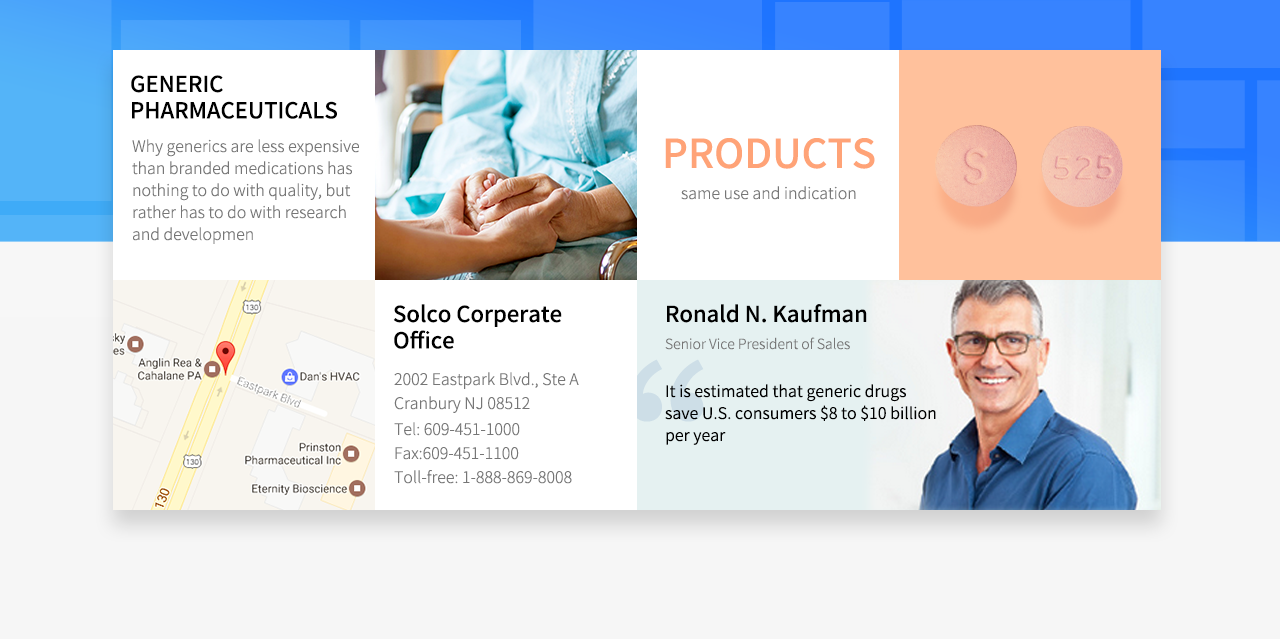 GENERIC
PHARMACEUTICALS
Why generics are less expensive
than branded medications has
nothing to do with quality, but
rather has to do with research
and developmen
PRODUCTS
same use and indication
S
525
130
ky
es
Anglin Rea &
Cahalane PA
Dan's HVAC
Eastpark Blvd
Prinston
Pharmaceutical Inc
130
Eternity Bioscience
130
Solco Corperate
Office
2002 Eastpark Blvd., Ste A
Cranbury NJ 08512
Tel: 609-451-1000
Fax:609-451-1100
Toll-free: 1-888-869-8008
Ronald N. Kaufman
Senior Vice President of Sales
“
It is estimated that generic drugs
save U.S. consumers $8 to $10 billion
per year